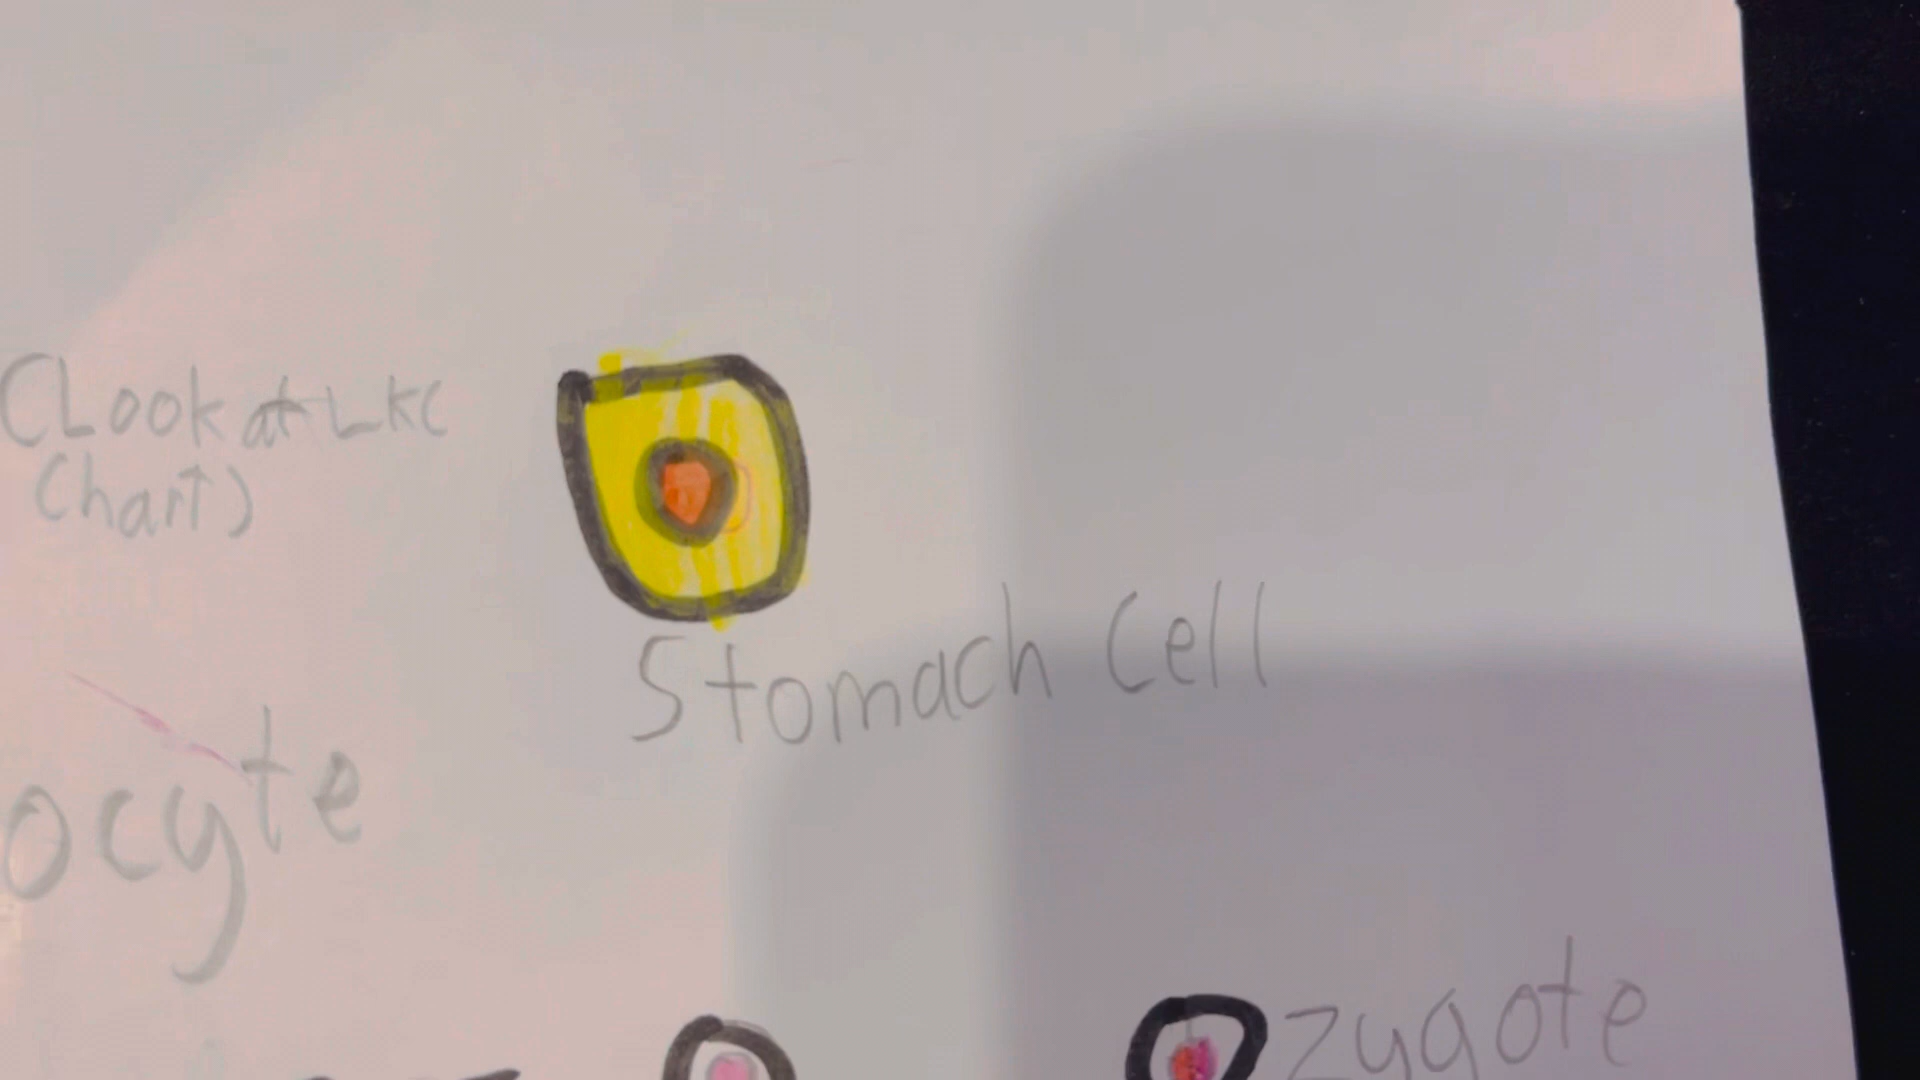 (Look at LKC
Chart)
Stomach Cell
ocyte
zygote